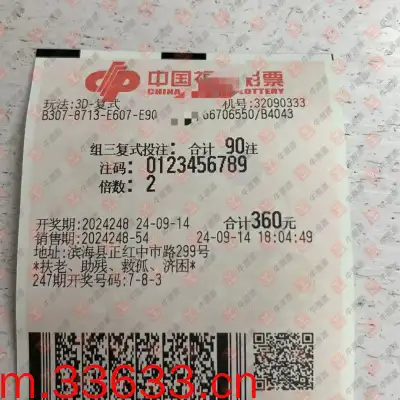 中国福 彩票
CHINA LOTTERY
玩法:3D-复式 机号:32090333
B307-8713-E607-E90 66706550/B4043
组三复式投注: 合计 90注
注码: 0123456789
倍数: 2
开奖期:2024248 24-09-14 合计360元
销售期:2024248-54 24-09-14 18:04:49
地址:滨海县正红中市路299号
*扶老、助残、救孤、济困*
247期开奖号码:7-8-3
m.33633.cn